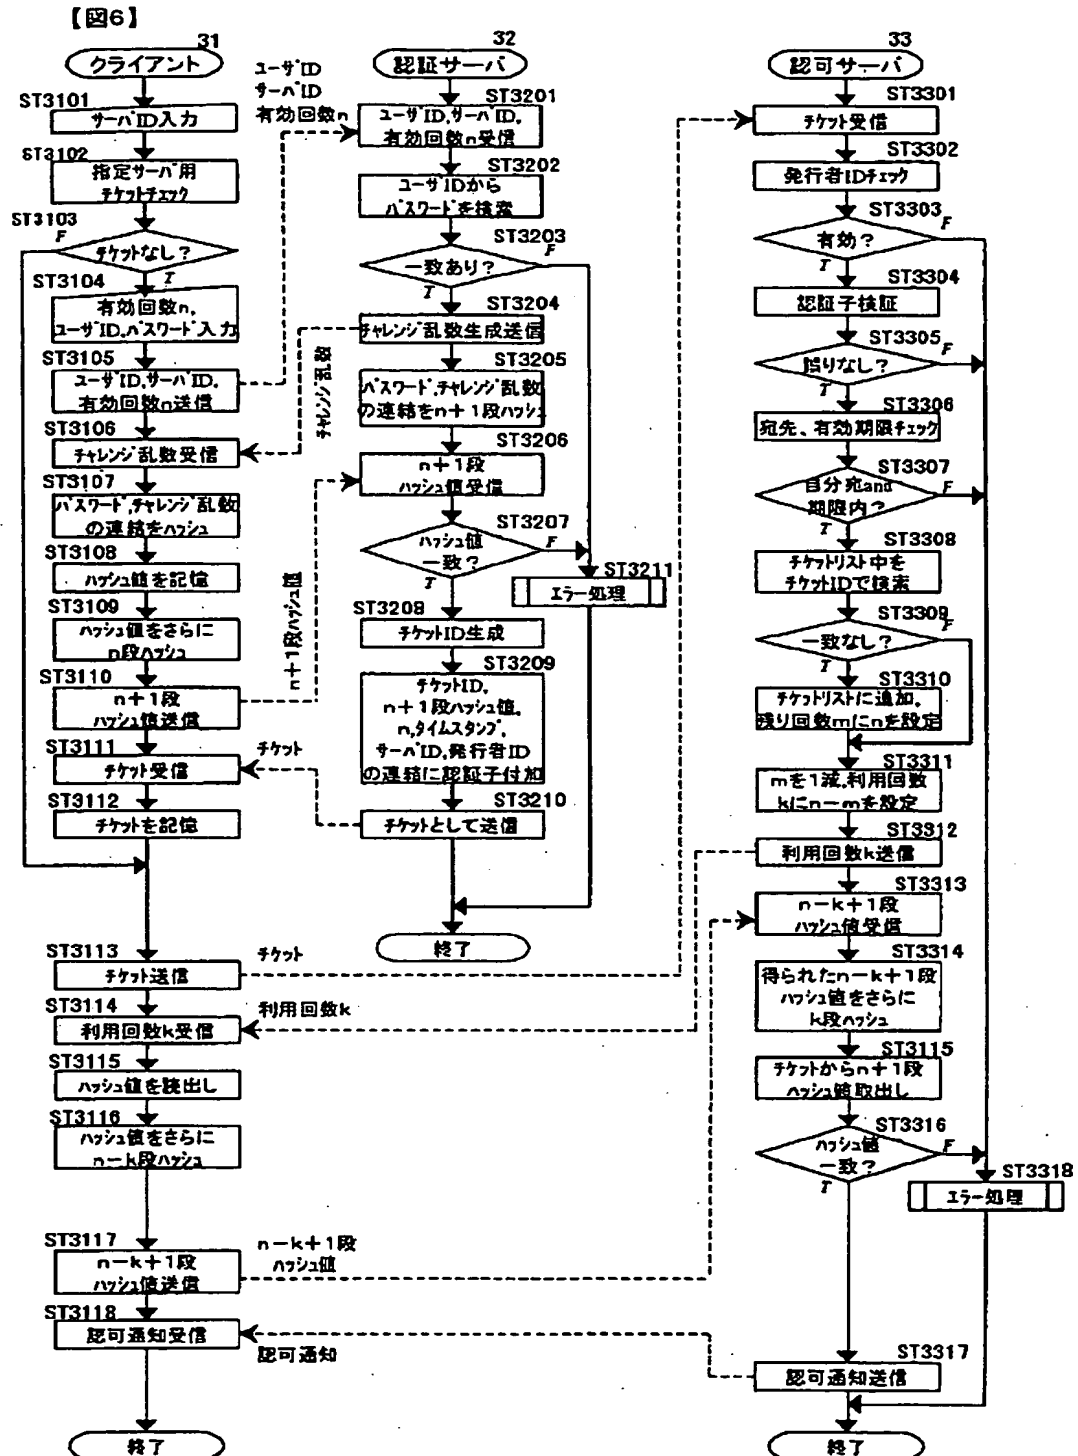 【図6】
31
クライアント
ST3101
サーバID入力
ST3102
指定サーバ用
チケットチェック
ST3103
F
チケットなし?
T
ST3104
有効回数n,
ユーザID,パスワード入力
ST3105
ユーザID,サーバID,
有効回数n送信
ST3106
チャレンジ乱数受信
ST3107
パスワード,チャレンジ乱数
の連結をハッシュ
ST3108
ハッシュ値を記憶
ST3109
ハッシュ値をさらに
n段ハッシュ
ST3110
n+1段
ハッシュ値送信
ST3111
チケット受信
ST3112
チケットを記憶
ST3113
チケット送信
ST3114
利用回数k受信
ST3115
ハッシュ値を読出し
ST3116
ハッシュ値をさらに
n-k段ハッシュ
ST3117
n-k+1段
ハッシュ値送信
ST3118
認可通知受信
終了
ユーザID
サーバID
有効回数n
チャレンジ乱数
n+1段ハッシュ値
チケット
チケット
利用回数k
n-k+1段
ハッシュ値
認可通知
32
認証サーバ
ST3201
ユーザID,サーバID,
有効回数n受信
ST3202
ユーザIDから
パスワードを検索
ST3203
一致あり?
F
T
ST3204
チャレンジ乱数生成送信
ST3205
パスワード,チャレンジ乱数
の連結をn+1段ハッシュ
ST3206
n+1段
ハッシュ値受信
ST3207
ハッシュ値
一致?
F
T
ST3211
エラー処理
ST3208
チケットID生成
ST3209
チケットID,
n+1段ハッシュ値,
n,タイムスタンプ,
サーバID,発行者ID
の連結に認証子付加
ST3210
チケットとして送信
終了
33
認可サーバ
ST3301
チケット受信
ST3302
発行者IDチェック
ST3303
有効?
F
T
ST3304
認証子検証
ST3305
誤りなし?
F
T
ST3306
宛先、有効期限チェック
ST3307
自分宛and
期限内?
F
T
ST3308
チケットリスト中を
チケットIDで検索
ST3309
一致なし?
F
T
ST3310
チケットリストに追加,
残り回数mにnを設定
ST3311
mを1減,利用回数
kにn-mを設定
ST3312
利用回数k送信
ST3313
n-k+1段
ハッシュ値受信
ST3314
得られたn-k+1段
ハッシュ値をさらに
k段ハッシュ
ST3115
チケットからn+1段
ハッシュ値取出し
ST3316
ハッシュ値
一致?
F
T
ST3318
エラー処理
ST3317
認可通知送信
終了